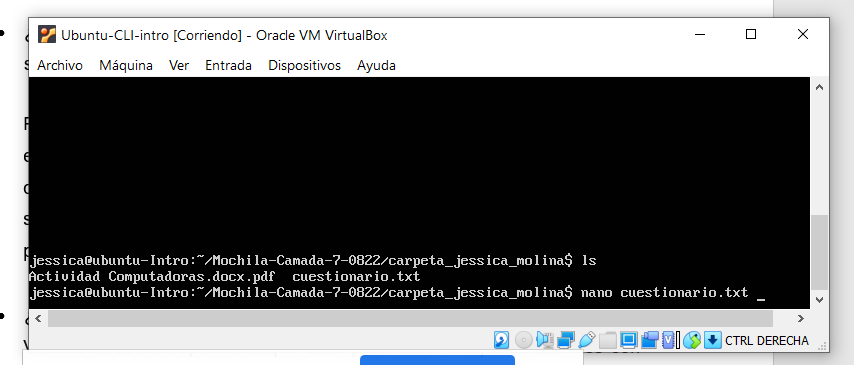 Ubuntu-CLI-intro [Corriendo] - Oracle VM VirtualBox
Archivo Máquina Ver Entrada Dispositivos Ayuda
jessica@ubuntu-Intro:~/Mochila-Camada-7-0822/carpeta_jessica_molina$ ls
Actividad Computadoras.docx.pdf cuestionario.txt
jessica@ubuntu-Intro:~/Mochila-Camada-7-0822/carpeta_jessica_molina$ nano cuestionario.txt _
CTRL DERECHA